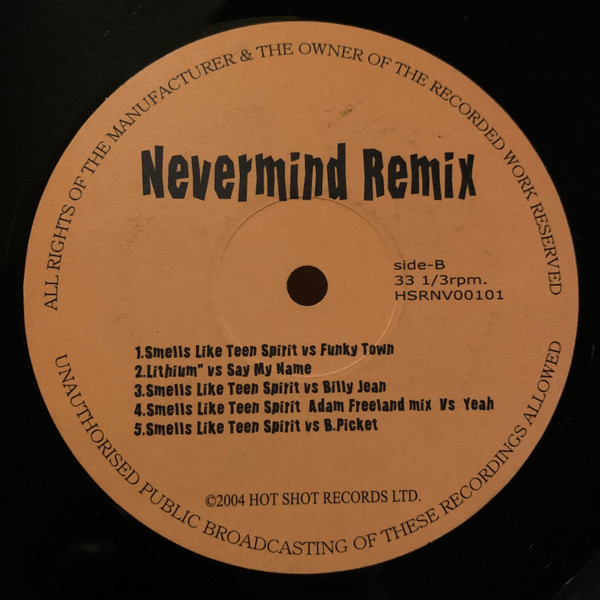 ALL RIGHTS OF THE MANUFACTURER & THE OWNER OF THE RECORDED WORK RESERVED
Nevermind Remix
side-B
33 1/3rpm.
HSRNV00101
1.Smells Like Teen Spirit vs Funky Town
2.Lithium" vs Say My Name
3.Smells Like Teen Spirit vs Billy Jean
4.Smells Like Teen Spirit Adam Freeland mix Vs Yeah
5.Smells Like Teen Spirit vs B.Picket
©2004 HOT SHOT RECORDS LTD.
UNAUTHORISED PUBLIC BROADCASTING OF THESE RECORDINGS ALLOWED